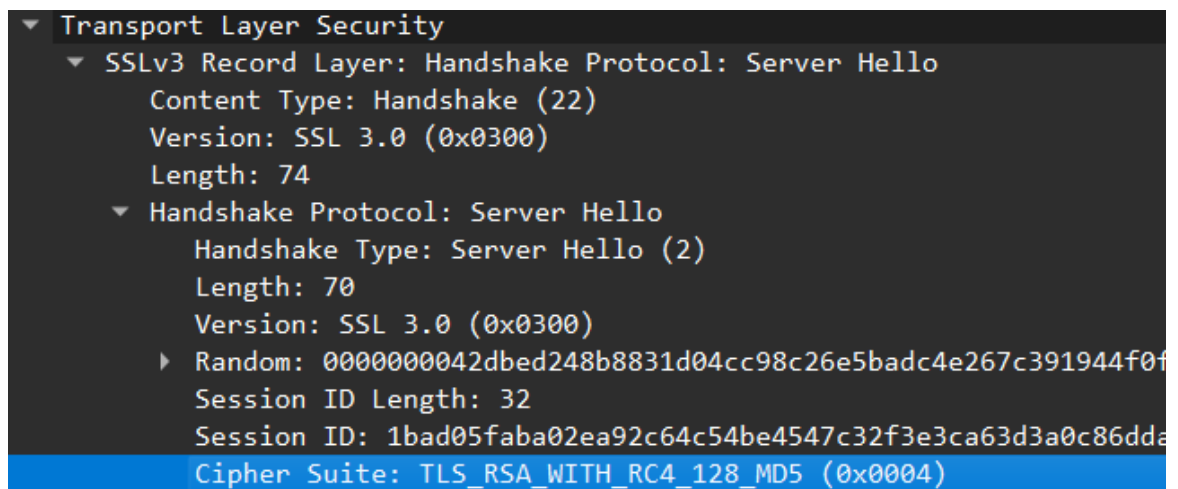 Transport Layer Security
SSLv3 Record Layer: Handshake Protocol: Server Hello
Content Type: Handshake (22)
Version: SSL 3.0 (0x0300)
Length: 74
Handshake Protocol: Server Hello
Handshake Type: Server Hello (2)
Length: 70
Version: SSL 3.0 (0x0300)
Random: 0000000042dbed248b8831d04cc98c26e5badc4e267c391944f0f
Session ID Length: 32
Session ID: 1bad05faba02ea92c64c54be4547c32f3e3ca63d3a0c86dda
Cipher Suite: TLS_RSA_WITH_RC4_128_MD5 (0x0004)